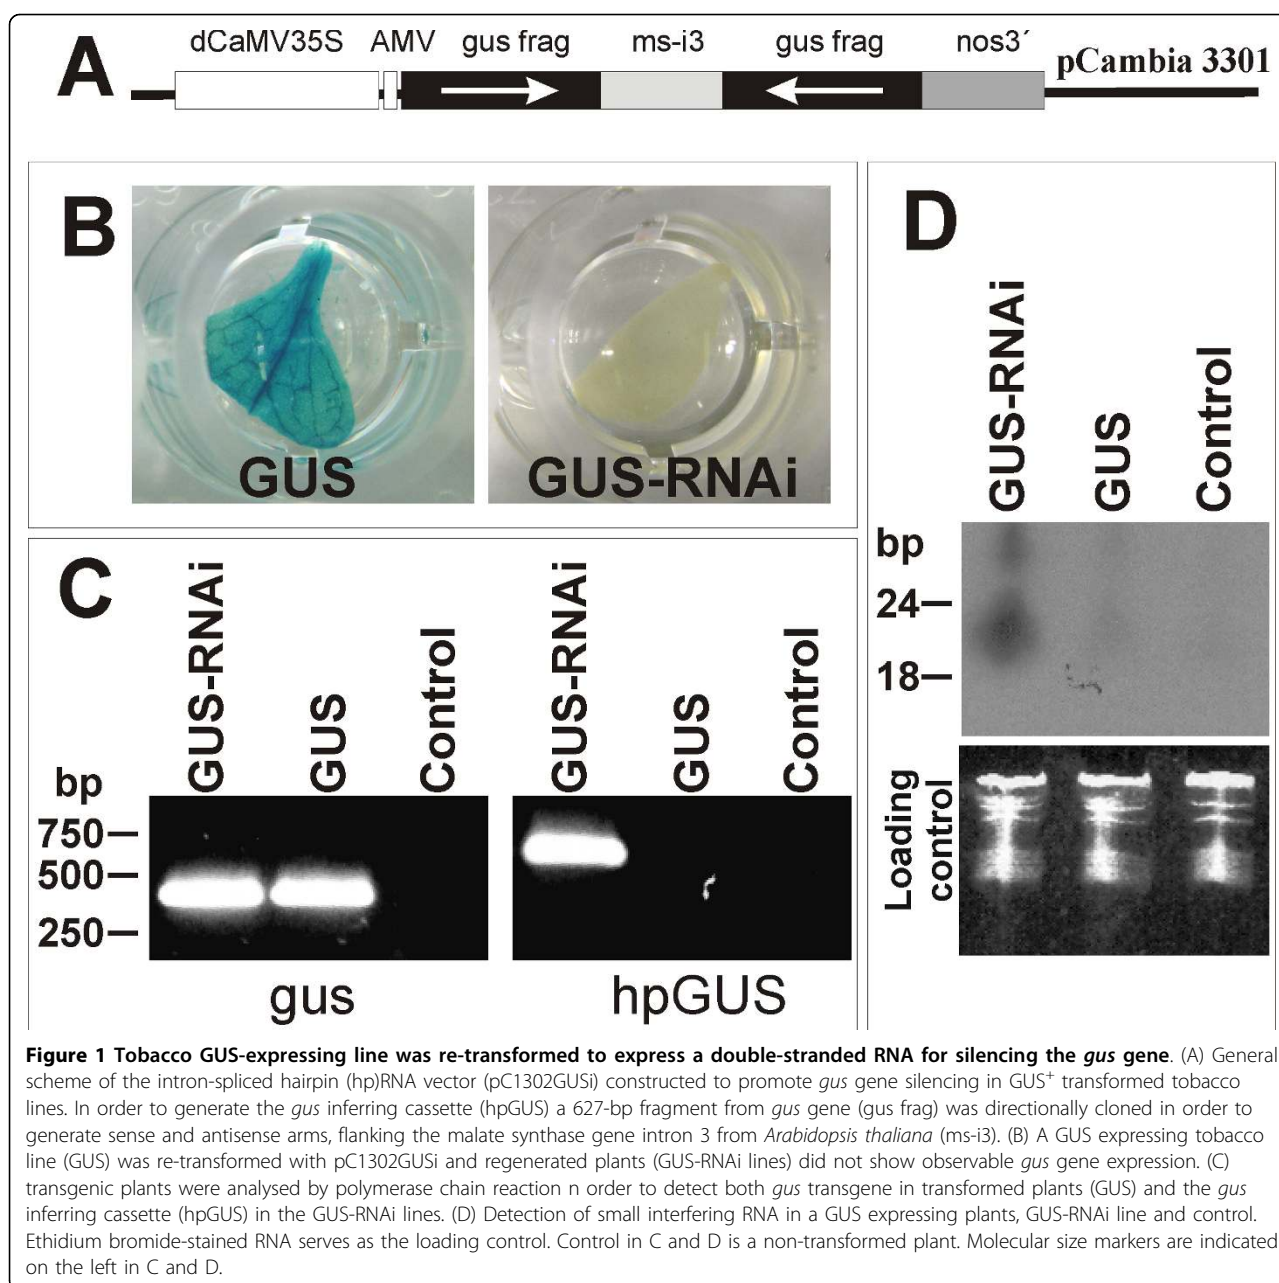 A
dCaMV35S AMV gus frag ms-i3 gus frag nos3´
pCambia 3301
B
GUS
GUS-RNAi
C
GUS-RNAi
GUS
Control
GUS-RNAi
GUS
Control
bp
750
500
250
gus
hpGUS
D
GUS-RNAi
GUS
Control
bp
24
18
Loading
control
Figure 1 Tobacco GUS-expressing line was re-transformed to express a double-stranded RNA for silencing the gus gene. (A) General
scheme of the intron-spliced hairpin (hp)RNA vector (pC1302GUSi) constructed to promote gus gene silencing in GUS+ transformed tobacco
lines. In order to generate the gus inferring cassette (hpGUS) a 627-bp fragment from gus gene (gus frag) was directionally cloned in order to
generate sense and antisense arms, flanking the malate synthase gene intron 3 from Arabidopsis thaliana (ms-i3). (B) A GUS expressing tobacco
line (GUS) was re-transformed with pC1302GUSi and regenerated plants (GUS-RNAi lines) did not show observable gus gene expression. (C)
transgenic plants were analysed by polymerase chain reaction n order to detect both gus transgene in transformed plants (GUS) and the gus
inferring cassette (hpGUS) in the GUS-RNAi lines. (D) Detection of small interfering RNA in a GUS expressing plants, GUS-RNAi line and control.
Ethidium bromide-stained RNA serves as the loading control. Control in C and D is a non-transformed plant. Molecular size markers are indicated
on the left in C and D.